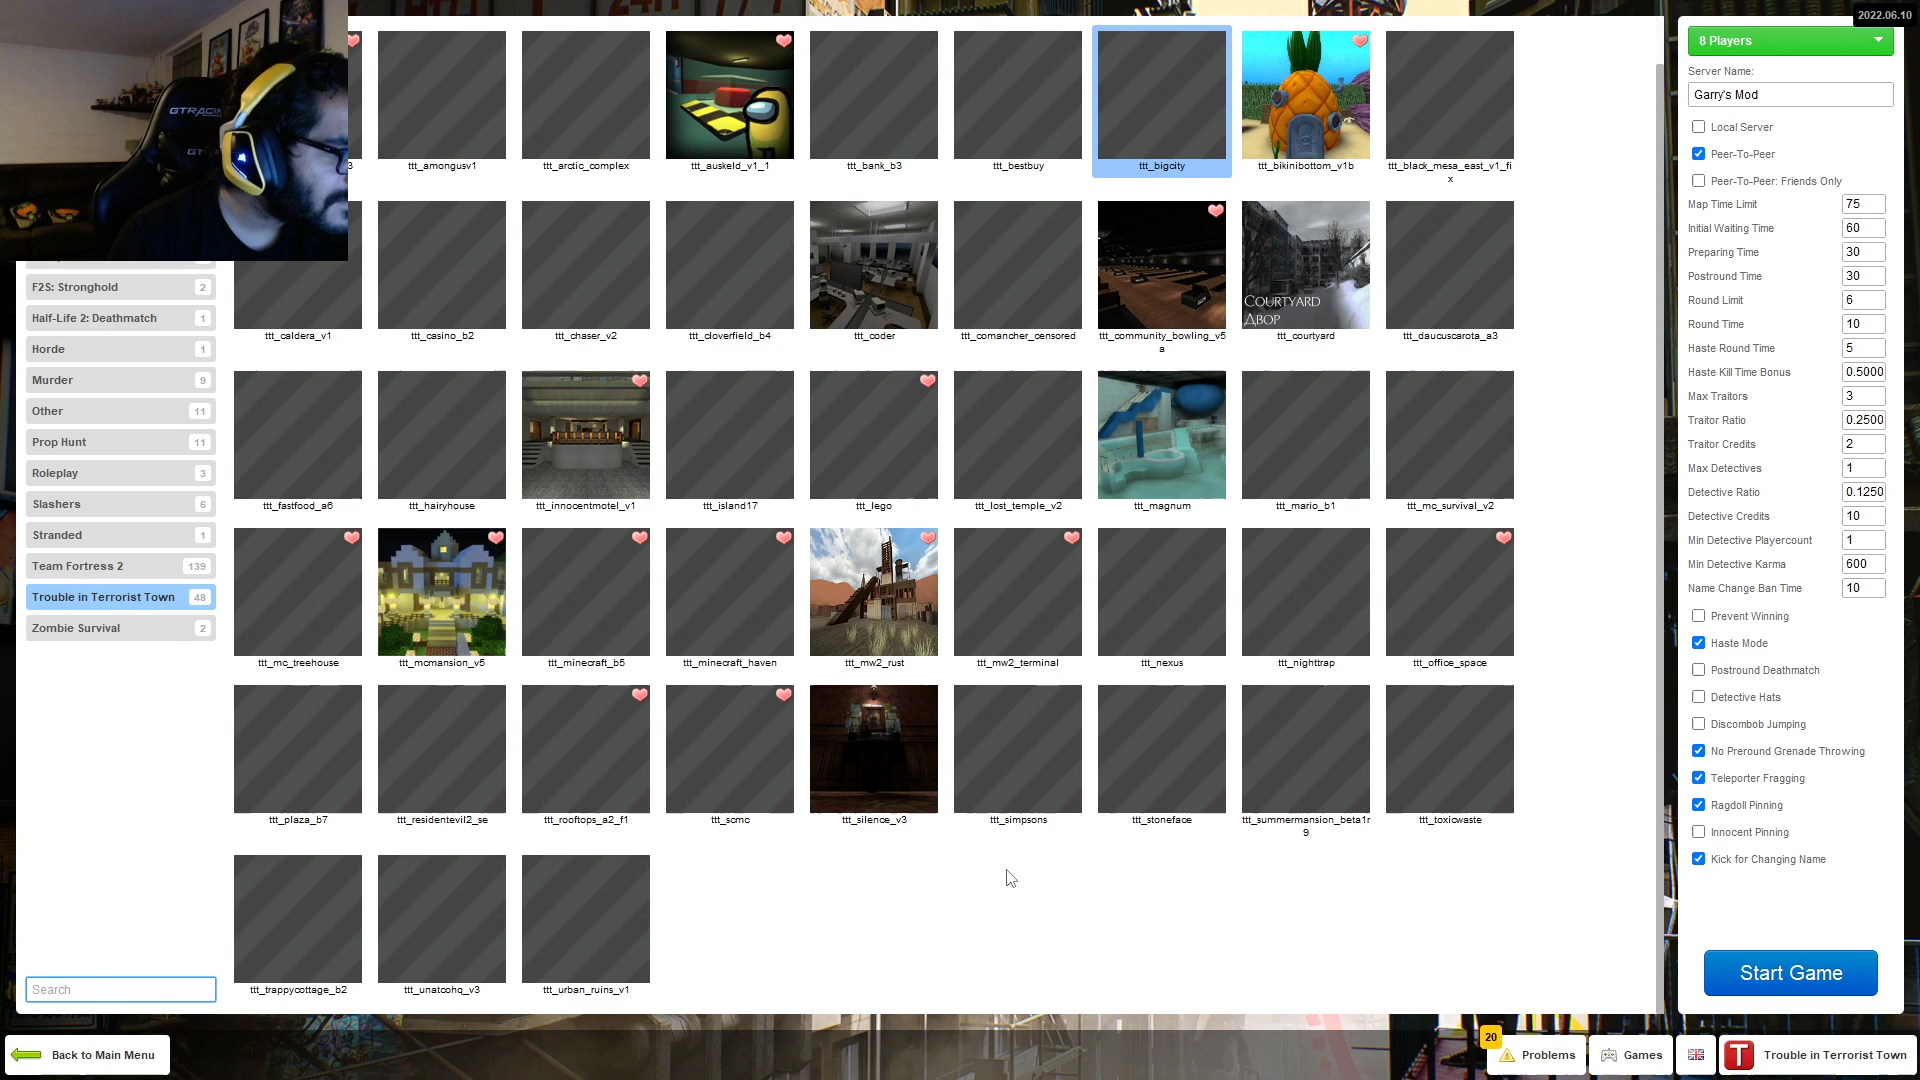 2022.06.10
GTRACIN
GT
3
ttt_amongusv1
ttt_arctic_complex
ttt_auskeld_v1_1
ttt_bank_b3
ttt_bestbuy
ttt_bigcity
ttt_bikinibottom_v1b
ttt_black_mesa_east_v1_fi
x
ttt_caldera_v1
ttt_casino_b2
ttt_chaser_v2
ttt_cloverfield_b4
ttt_coder
ttt_comancher_censored
ttt_community_bowling_v5
a
COURTYARD
ДВОР
ttt_courtyard
ttt_daucuscarota_a3
ttt_fastfood_a6
ttt_hairyhouse
ttt_innocentmotel_v1
ttt_island17
ttt_lego
ttt_lost_temple_v2
ttt_magnum
ttt_mario_b1
ttt_mc_survival_v2
ttt_mc_treehouse
ttt_mcmansion_v5
ttt_minecraft_b5
ttt_minecraft_haven
ttt_mw2_rust
ttt_mw2_terminal
ttt_nexus
ttt_nighttrap
ttt_office_space
ttt_plaza_b7
ttt_residentevil2_se
ttt_rooftops_a2_f1
ttt_scmc
ttt_silence_v3
ttt_simpsons
ttt_stoneface
ttt_summermansion_beta1r
9
ttt_toxicwaste
ttt_trappycottage_b2
ttt_unatcohq_v3
ttt_urban_ruins_v1
F2S: Stronghold 2
Half-Life 2: Deathmatch 1
Horde 1
Murder 9
Other 11
Prop Hunt 11
Roleplay 3
Slashers 6
Stranded 1
Team Fortress 2 139
Trouble in Terrorist Town 48
Zombie Survival 2
Search
8 Players
Server Name:
Garry's Mod
Local Server
Peer-To-Peer
Peer-To-Peer: Friends Only
Map Time Limit 75
Initial Waiting Time 60
Preparing Time 30
Postround Time 30
Round Limit 6
Round Time 10
Haste Round Time 5
Haste Kill Time Bonus 0.5000
Max Traitors 3
Traitor Ratio 0.2500
Traitor Credits 2
Max Detectives 1
Detective Ratio 0.1250
Detective Credits 10
Min Detective Playercount 1
Min Detective Karma 600
Name Change Ban Time 10
Prevent Winning
Haste Mode
Postround Deathmatch
Detective Hats
Discombob Jumping
No Preround Grenade Throwing
Teleporter Fragging
Ragdoll Pinning
Innocent Pinning
Kick for Changing Name
Start Game
Back to Main Menu
20
Problems
Games
T
Trouble in Terrorist Town